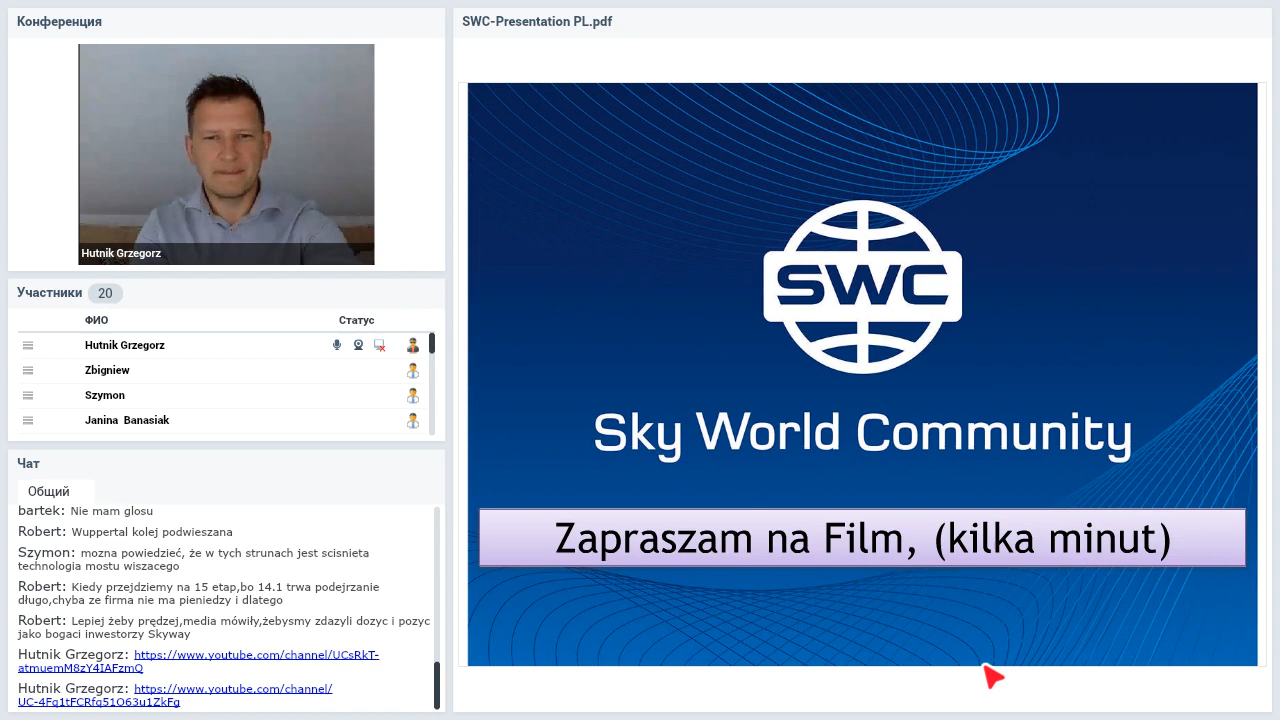 Конференция
Hutnik Grzegorz
Участники 20
ФИО Статус
Hutnik Grzegorz
Zbigniew
Szymon
Janina Banasiak
Чат
Общий
bartek: Nie mam glosu
Robert: Wuppertal kolej podwieszana
Szymon: mozna powiedzieć, że w tych strunach jest scisnieta
technologia mostu wiszacego
Robert: Kiedy przejdziemy na 15 etap,bo 14.1 trwa podejrzanie
długo,chyba ze firma nie ma pieniedzy i dlatego
Robert: Lepiej żeby prędzej,media mówiły,żebysmy zdazyli dozyc i pozyc
jako bogaci inwestorzy Skyway
Hutnik Grzegorz: https://www.youtube.com/channel/UCsRkT-
atmuemM8zY4IAFzmQ
Hutnik Grzegorz: https://www.youtube.com/channel/
UC-4Fq1tFCRfq51O63u1ZkFg
SWC-Presentation PL.pdf
SWC
Sky World Community
Zapraszam na Film, (kilka minut)